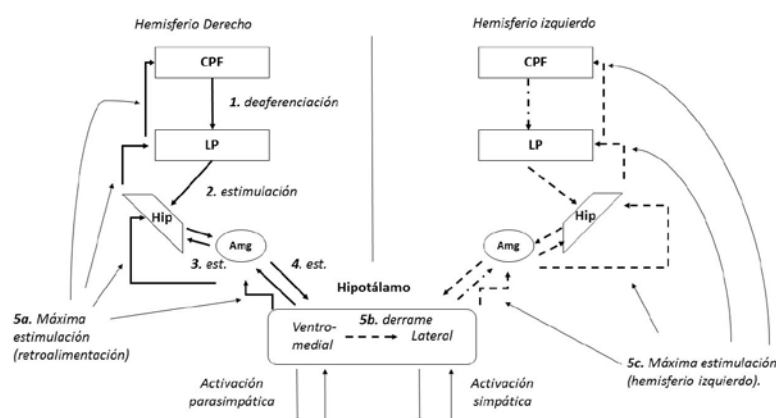 Hemisferio Derecho
Hemisferio izquierdo
CPF
CPF
1. deaferenciación
LP
LP
2. estimulación
Hip
Hip
Amg
Amg
3. est.
4. est.
Hipotálamo
5a. Máxima
estimulación
(retroalimentación)
5b. derrame
Ventro-
medial
Lateral
5c. Máxima estimulación
(hemisferio izquierdo).
Activación
parasimpática
Activación
simpática